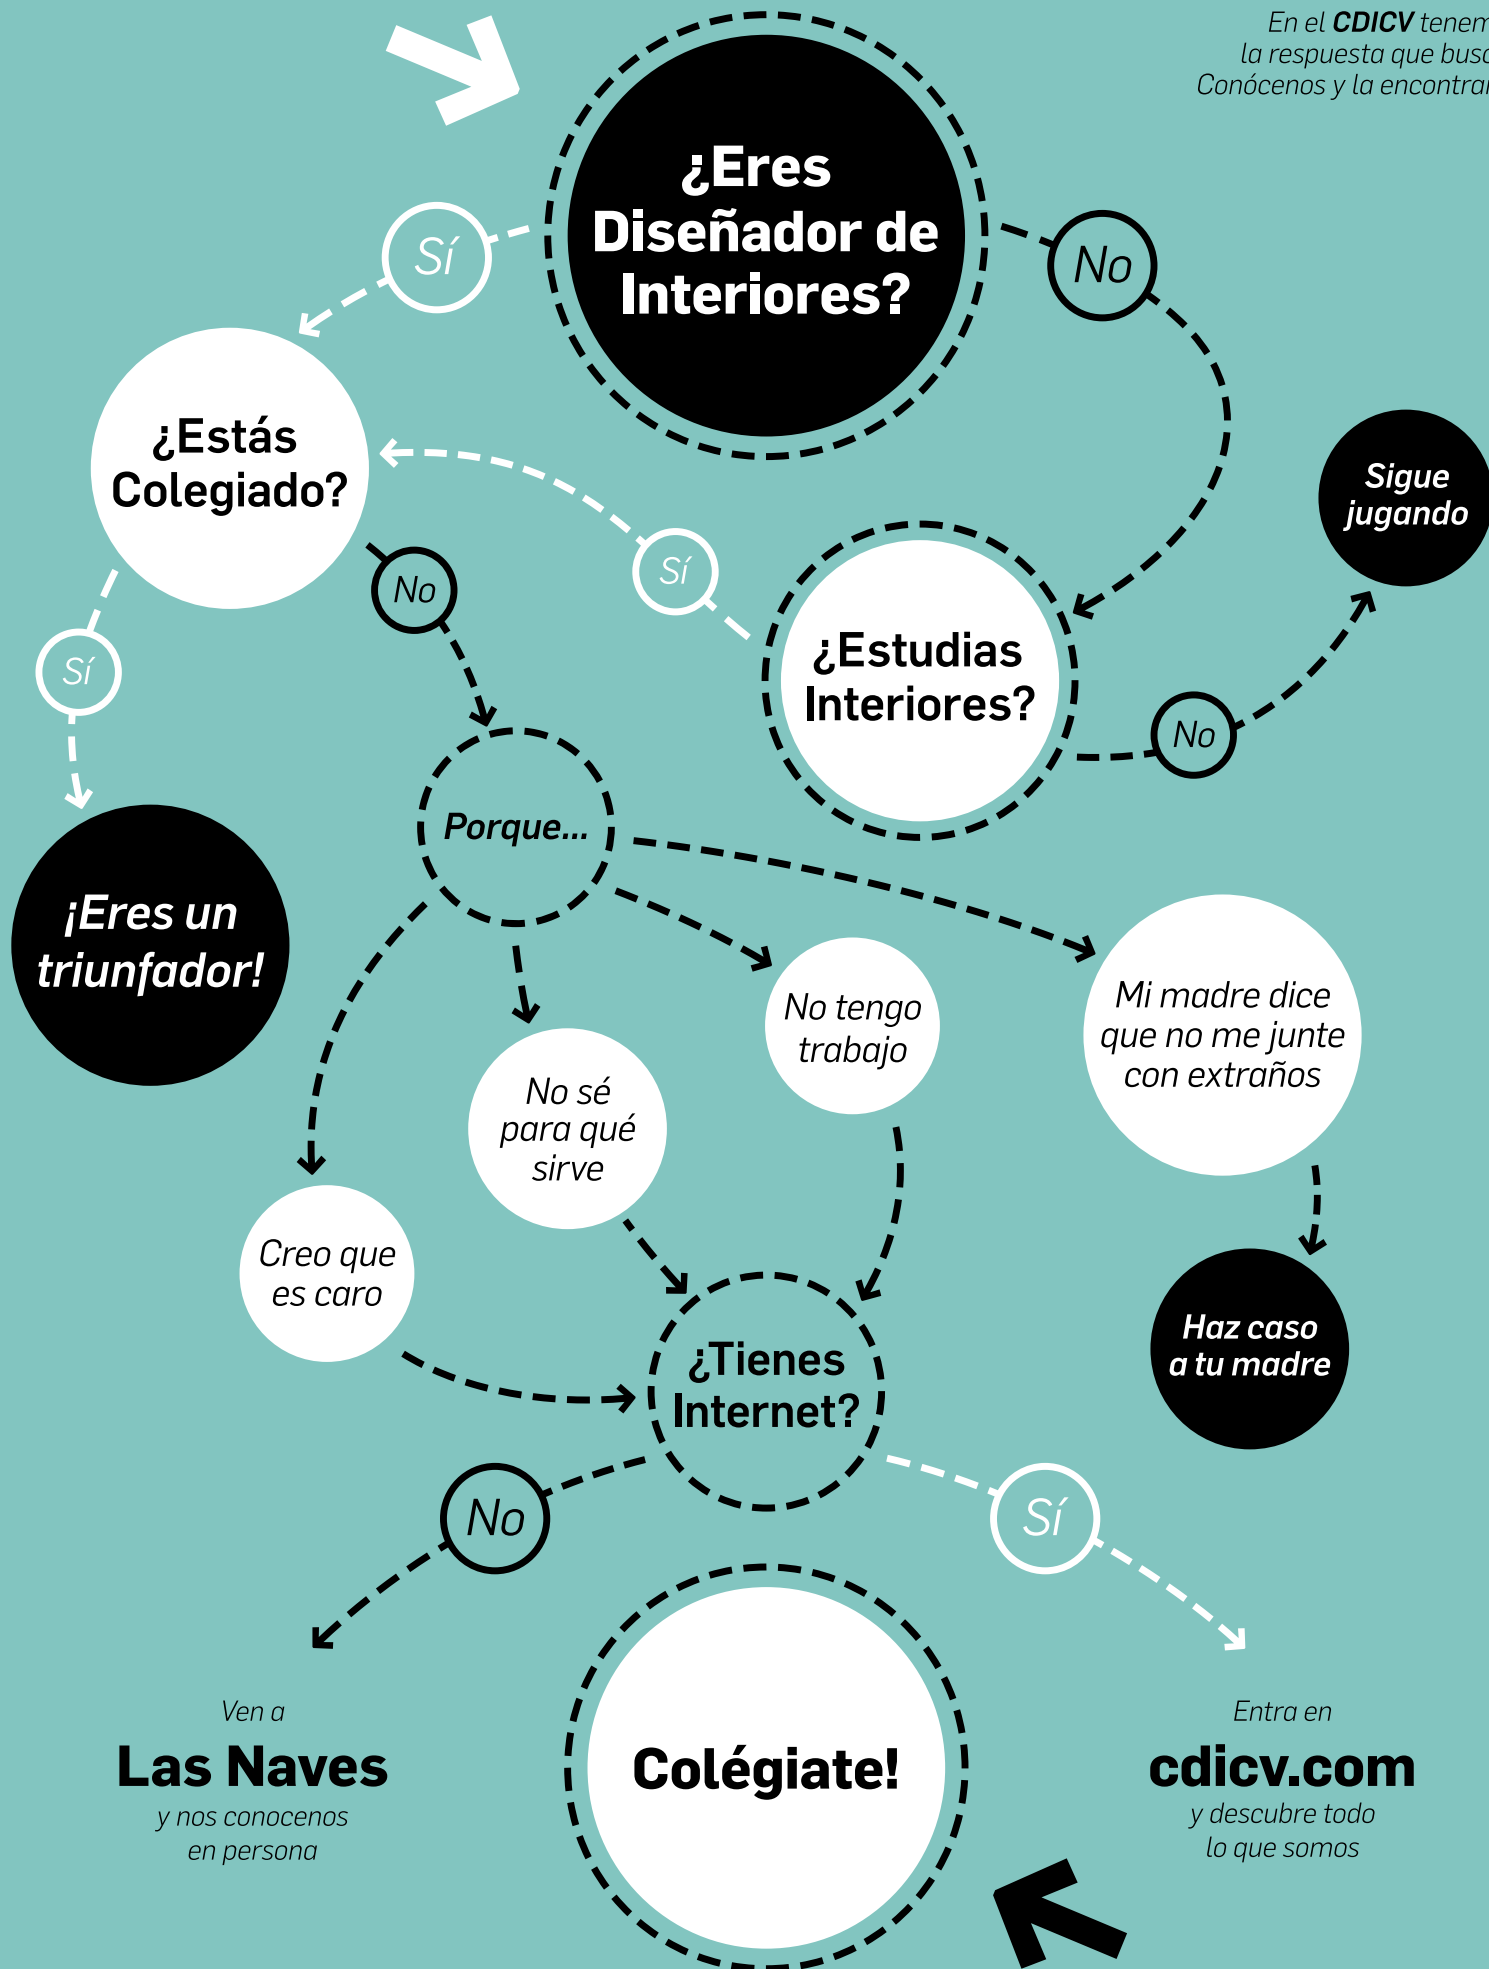 En el CDICV
la respuesta que
Conócenos y la
¿Eres
Diseñador de
Interiores?
Sí
No
¿Estás
Colegiado?
Sigue
jugando
Sí
No
¿Estudias
Interiores?
Sí
No
Porque...
¡Eres un
triunfador!
No tengo
trabajo
Mi madre dice
que no me junte
con extraños
No sé
para qué
sirve
Creo que
es caro
Haz caso
a tu madre
¿Tienes
Internet?
No
Sí
Ven a
Las Naves
y nos conocenos
en persona
Colégiate!
Entra en
cdicv.com
y descubre todo
lo que somos